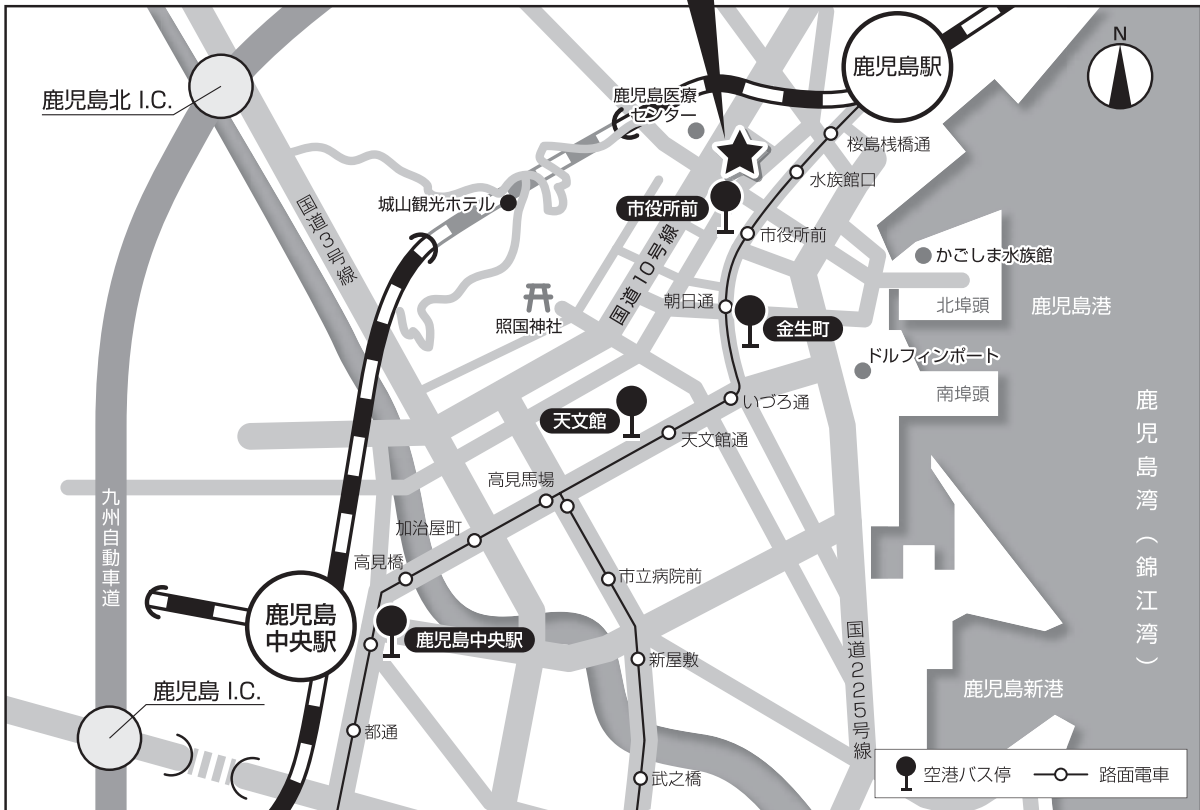 N
鹿児島駅
鹿児島北 I.C.
鹿児島医療
センター
桜島桟橋通
水族館口
城山観光ホテル
市役所前
市役所前
国道3号線
国道10号線
かごしま水族館
朝日通
北埠頭
鹿児島港
照国神社
金生町
ドルフィンポート
南埠頭
いづろ通
天文館
天文館通
鹿児島湾(錦江湾)
高見馬場
九州自動車道
加治屋町
高見橋
市立病院前
鹿児島
中央駅
鹿児島中央駅
新屋敷
国道225号線
鹿児島新港
鹿児島 I.C.
都通
武之橋
空港バス停
路面電車